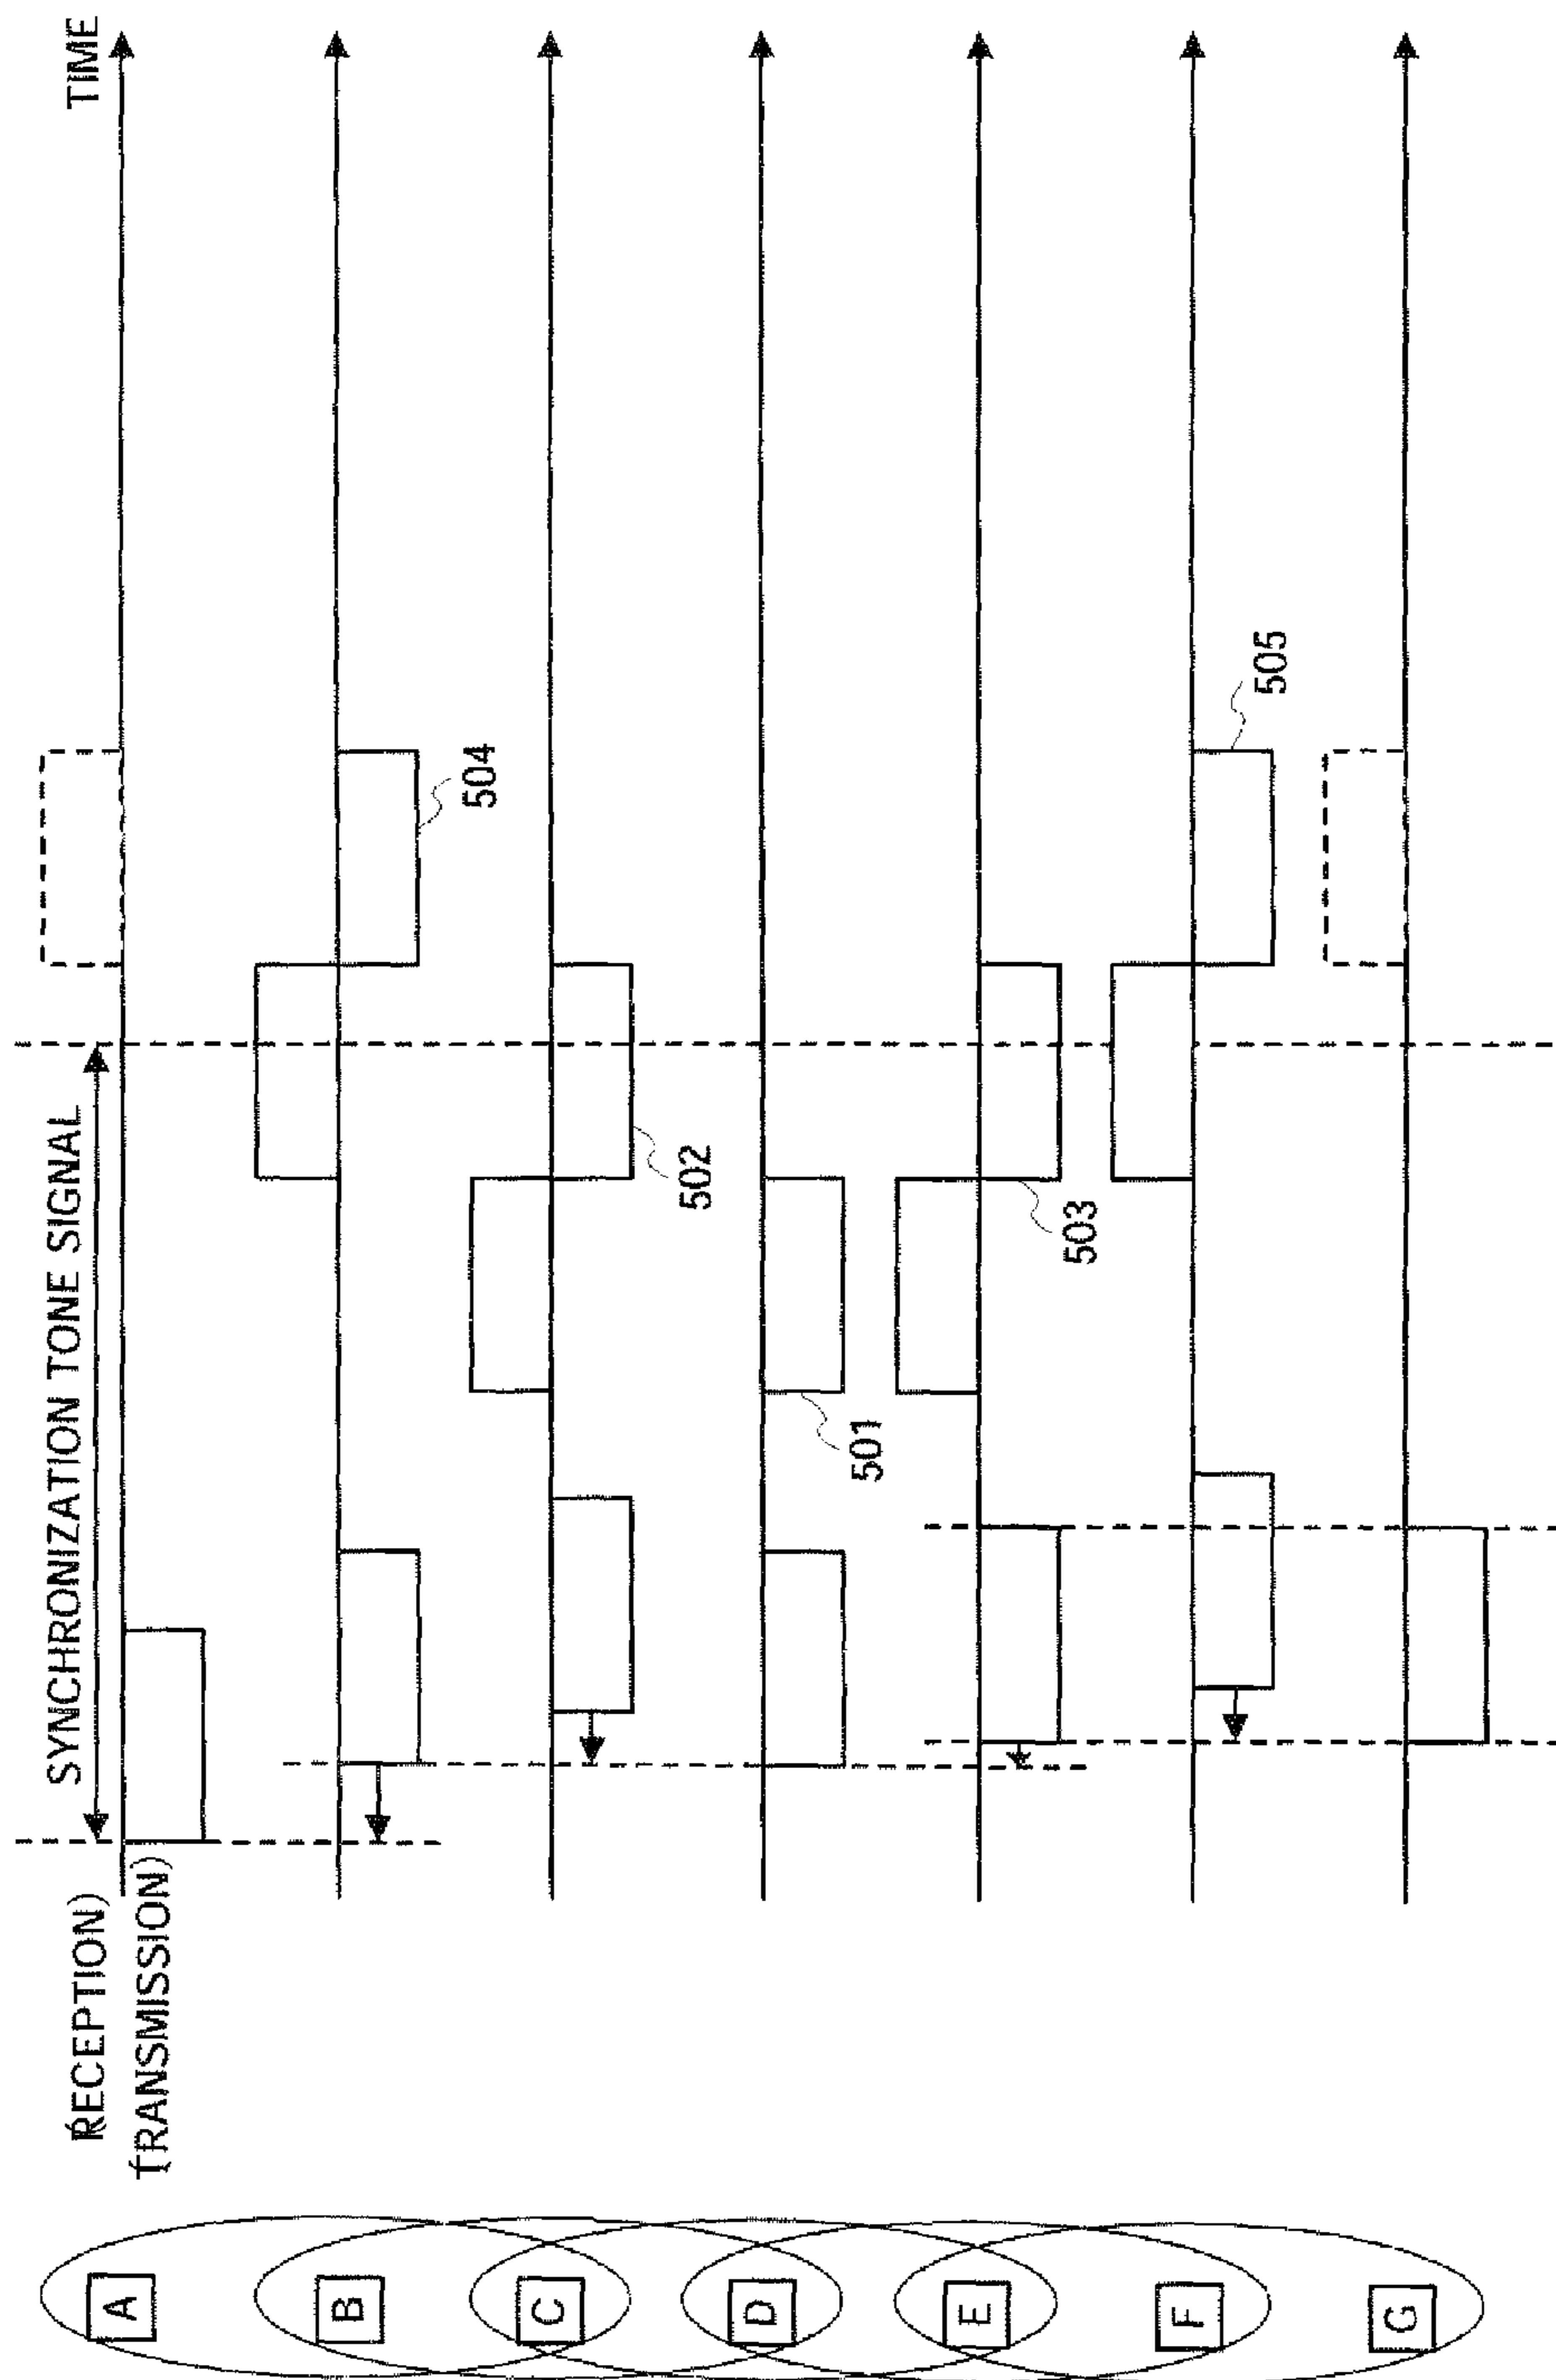 TIME
SYNCHRONIZATION TONE SIGNAL
(RECEPTION)
(TRANSMISSION)
A
B
504
C
502
D
501
E
503
F
505
G